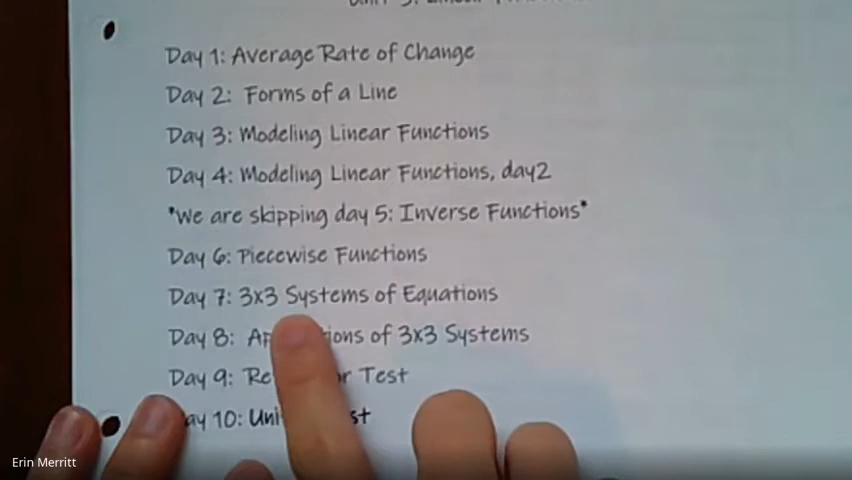 Day 1: Average Rate of Change
Day 2: Forms of a Line
Day 3: Modeling Linear Functions
Day 4: Modeling Linear Functions, day2
*We are skipping day 5: Inverse Functions*
Day 6: Piecewise Functions
Day 7: 3x3 Systems of Equations
Day 8: of 3x3 Systems
Day 9: Test
10:
Erin Merritt